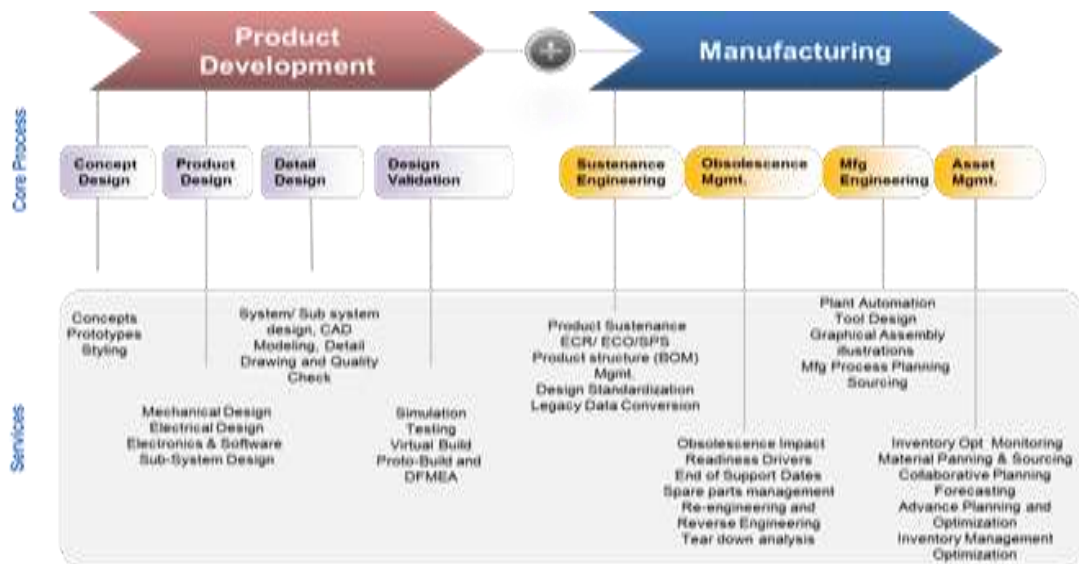 Product
Development
Manufacturing
Core Process
Concept
Design
Product
Design
Detail
Design
Design
Validation
Sustenance
Engineering
Obsolescence
Mgmt.
Mfg
Engineering
Asset
Mgmt.
Services
Concepts
Prototypes
Styling
Mechanical Design
Electrical Design
Electronics & Software
Sub-System Design
System/ Sub system
design, CAD
Modeling, Detail
Drawing and Quality
Check
Simulation
Testing
Virtual Build
Proto-Build and
DFMEA
Product Sustenance
ECR/ ECO/SPS
Product structure (BOM)
Mgmt.
Design Standardization
Legacy Data Conversion
Obsolescence Impact
Readiness Drivers
End of Support Dates
Spare parts management
Re-engineering and
Reverse Engineering
Tear down analysis
Plant Automation
Tool Design
Graphical Assembly
illustrations
Mfg Process Planning
Sourcing
Inventory Opt Monitoring
Material Panning & Sourcing
Collaborative Planning
Forecasting
Advance Planning and
Optimization
Inventory Management
Optimization